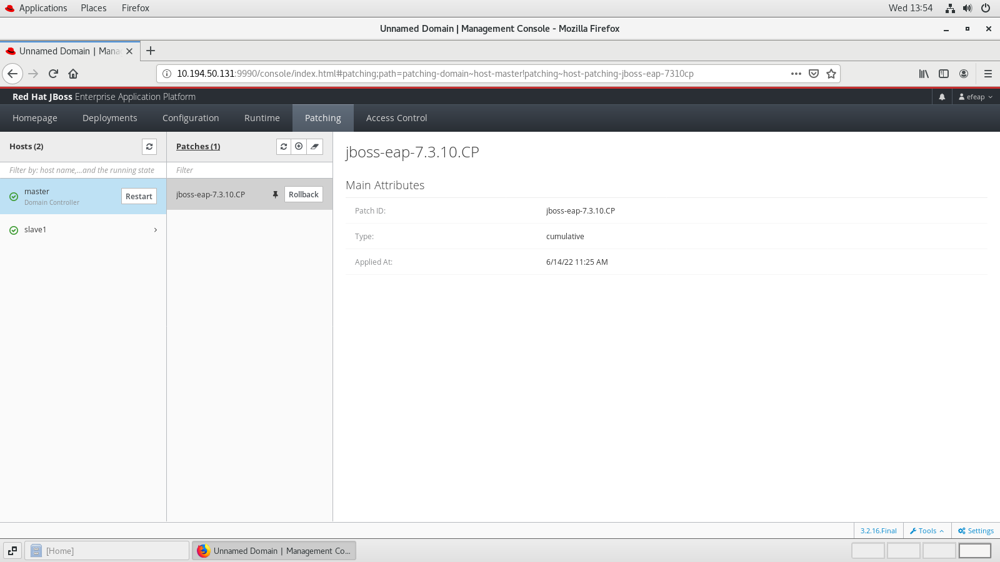 Applications Places Firefox Wed 13:54
Unnamed Domain | Management Console - Mozilla Firefox
Unnamed Domain | Mana
10.194.50.131:9990/console/index.html#patching;path=patching-domain~host-master!patching~host-patching-jboss-eap-7310cp
Red Hat JBoss Enterprise Application Platform efeap
Homepage Deployments Configuration Runtime Patching Access Control
Hosts (2)
Filter by: host name,...and the running state
master
Domain Controller
Restart
slave1
Patches (1)
Filter
jboss-eap-7.3.10.CP Rollback
jboss-eap-7.3.10.CP
Main Attributes
Patch ID: jboss-eap-7.3.10.CP
Type: cumulative
Applied At: 6/14/22 11:25 AM
3.2.16.Final Tools Settings
[Home] Unnamed Domain | Management Co...